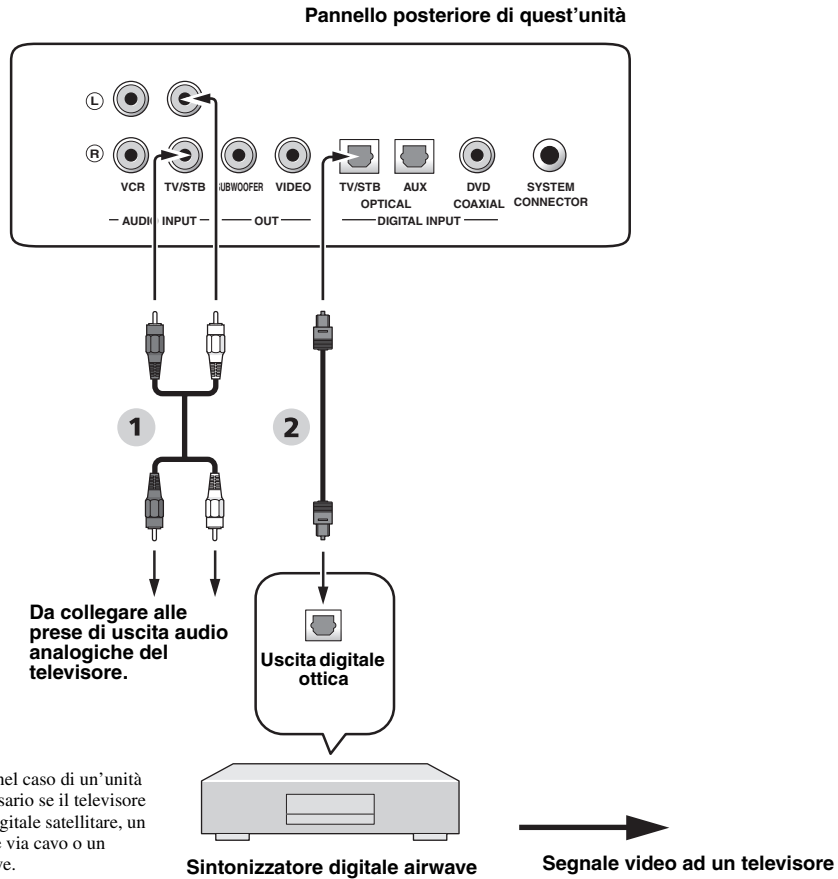 Pannello posteriore di quest'unità
L
R
VCR TV/STB SUBWOOFER VIDEO TV/STB AUX DVD SYSTEM
OPTICAL COAXIAL CONNECTOR
AUDIO INPUT OUT DIGITAL INPUT
1
2
Da collegare alle
prese di uscita audio
analogiche del
televisore.
Uscita digitale
ottica
nel caso di un'unità
sario se il televisore
gitale satellitare, un
e via cavo o un
ve.
Sintonizzatore digitale airwave
Segnale video ad un televisore